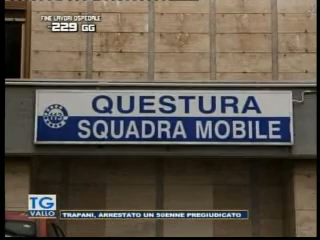 FINE LAVORI OSPEDALE
-229 GG
QUESTURA
SQUADRA MOBILE
TG
VALLO
TRAPANI, ARRESTATO UN 50ENNE PREGIUDICATO